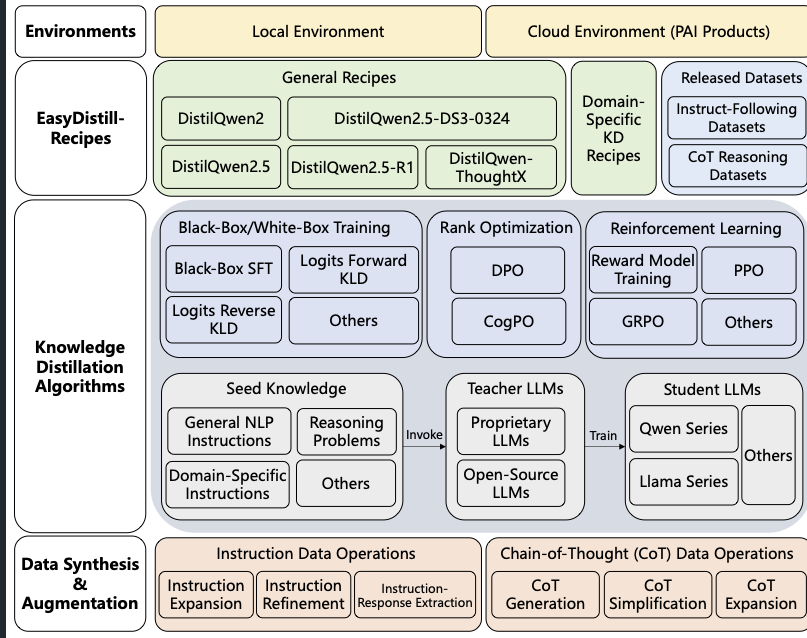 Environments
Local Environment
Cloud Environment (PAI Products)
EasyDistill-
Recipes
General Recipes
DistilQwen2
DistilQwen2.5-DS3-0324
DistilQwen2.5
DistilQwen2.5-R1
DistilQwen-
ThoughtX
Domain-
Specific
KD
Recipes
Released Datasets
Instruct-Following
Datasets
CoT Reasoning
Datasets
Knowledge
Distillation
Algorithms
Black-Box/White-Box Training
Black-Box SFT
Logits Forward
KLD
Logits Reverse
KLD
Others
Rank Optimization
DPO
CogPO
Reinforcement Learning
Reward Model
Training
PPO
GRPO
Others
Seed Knowledge
General NLP
Instructions
Reasoning
Problems
Domain-Specific
Instructions
Others
Invoke
Teacher LLMs
Proprietary
LLMs
Open-Source
LLMs
Train
Student LLMs
Qwen Series
Llama Series
Others
Data Synthesis
&
Augmentation
Instruction Data Operations
Instruction
Expansion
Instruction
Refinement
Instruction-
Response Extraction
Chain-of-Thought (CoT) Data Operations
CoT
Generation
CoT
Simplification
CoT
Expansion